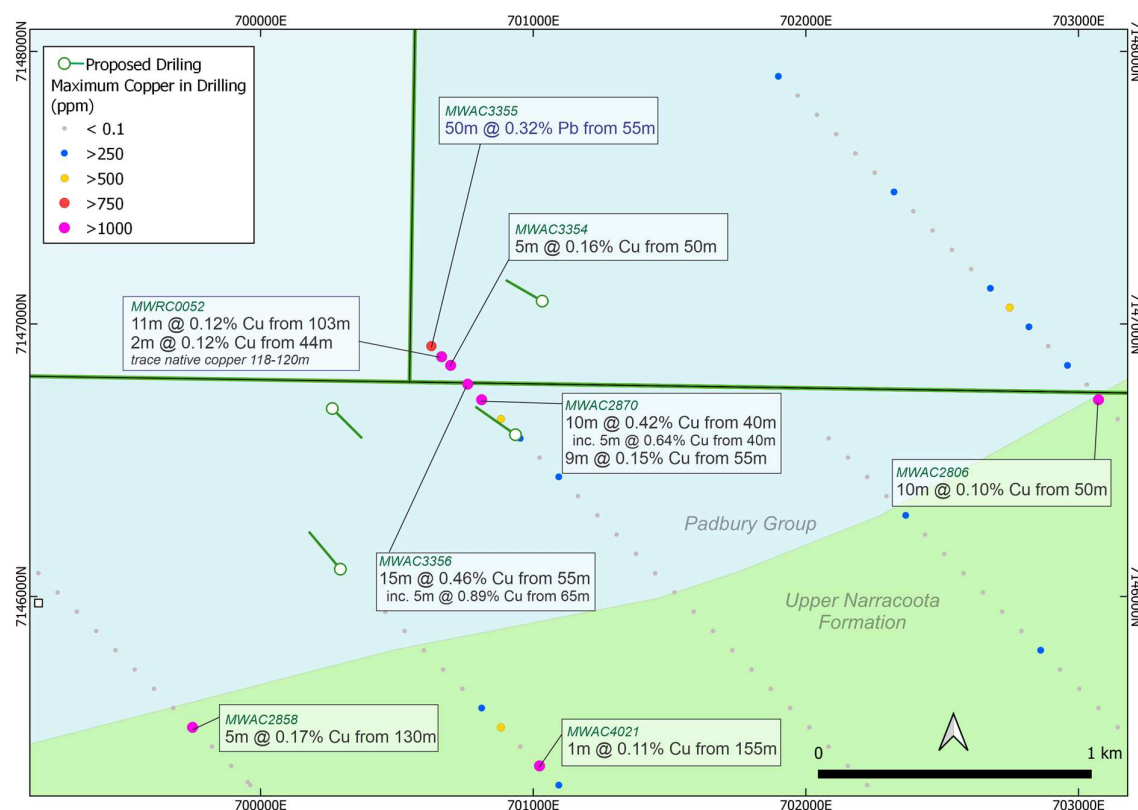 700000E
701000E
702000E
703000E
7148000N
7148000N
Proposed Driling
Maximum Copper in Drilling
(ppm)
< 0.1
>250
>500
>750
>1000
MWAC3355
50m @ 0.32% Pb from 55m
MWAC3354
5m @ 0.16% Cu from 50m
MWRC0052
11m @ 0.12% Cu from 103m
2m @ 0.12% Cu from 44m
trace native copper 118-120m
7147000N
7147000N
MWAC2870
10m @ 0.42% Cu from 40m
inc. 5m @ 0.64% Cu from 40m
9m @ 0.15% Cu from 55m
MWAC2806
10m @ 0.10% Cu from 50m
Padbury Group
MWAC3356
15m @ 0.46% Cu from 55m
inc. 5m @ 0.89% Cu from 65m
Upper Narracoota
Formation
7146000N
7146000N
MWAC2858
5m @ 0.17% Cu from 130m
MWAC4021
1m @ 0.11% Cu from 155m
0
1 km
700000E
701000E
702000E
703000E